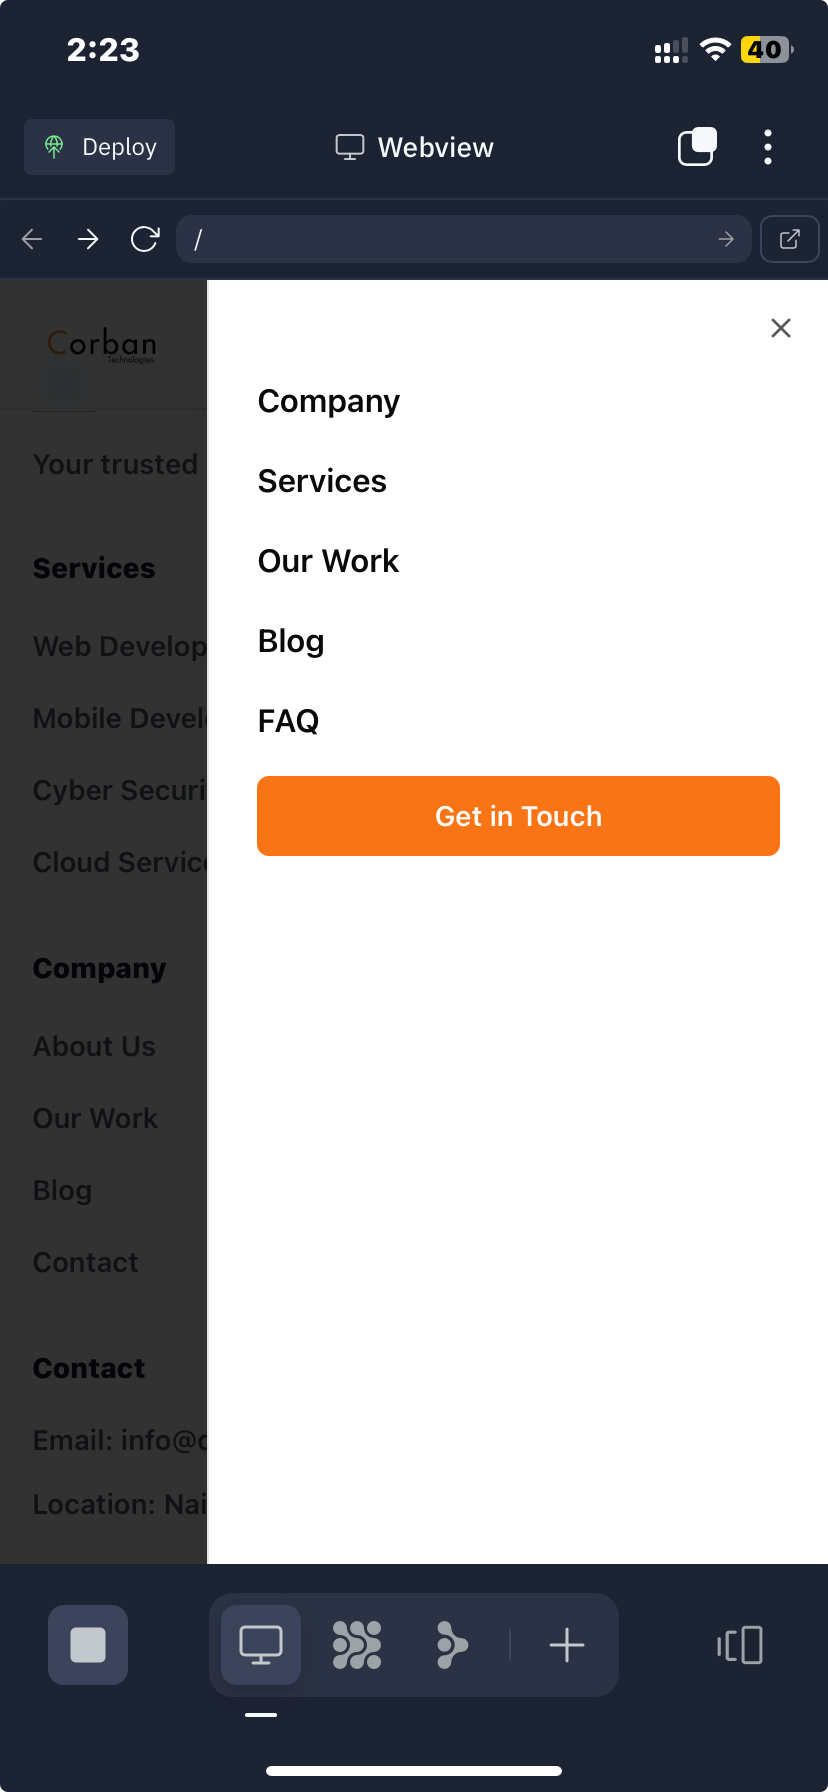 2:23
40
Deploy
Webview
/
Corban
Technologies
Your trusted
Services
Web Develop
Mobile Devel
Cyber Securi
Cloud Servic
Company
About Us
Our Work
Blog
Contact
Contact
Email: info@
Location: Nai
Company
Services
Our Work
Blog
FAQ
Get in Touch